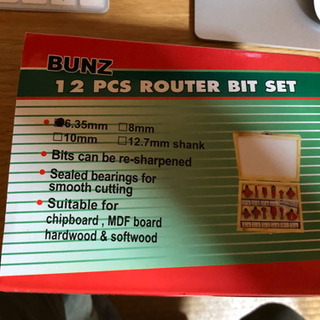 BUNZ
12 PCS ROUTER BIT SET
6.35mm 8mm
10mm 12.7mm shank
Bits can be re-sharpened
Sealed bearings for
smooth cutting
Suitable for
chipboard , MDF board
hardwood & softwood